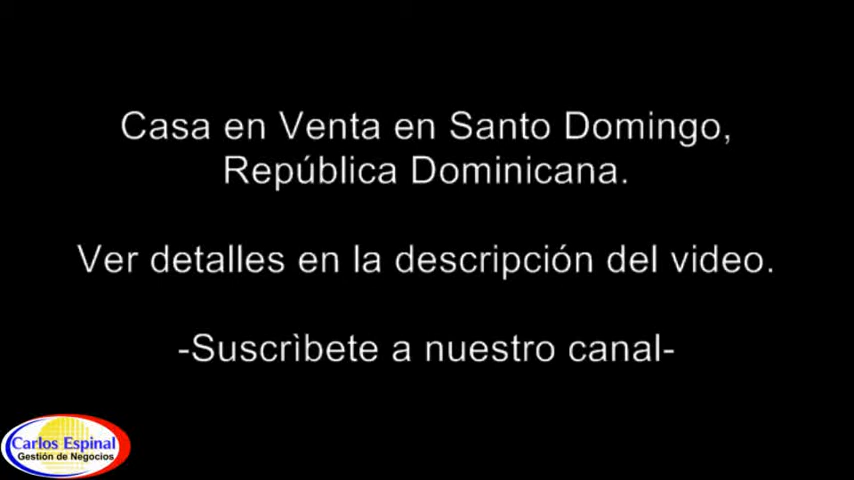 Casa en Venta en Santo Domingo,
República Dominicana.
Ver detalles en la descripción del video.
-Suscrìbete a nuestro canal-
Carlos Espinal
Gestión de Negocios